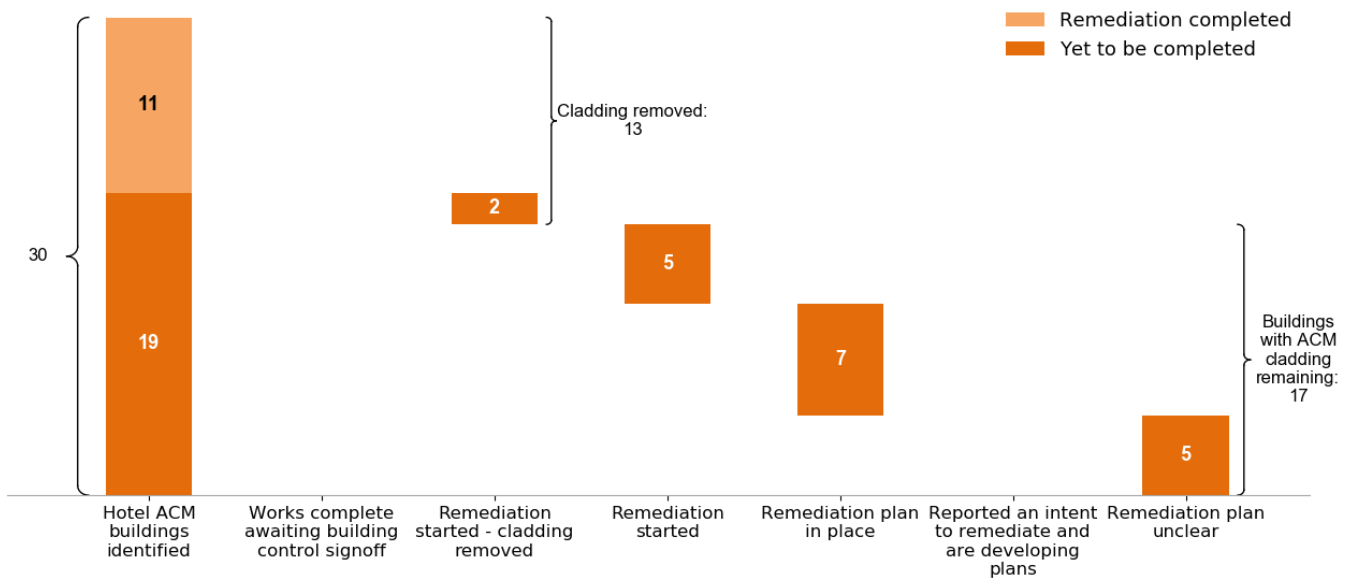 Remediation completed
Yet to be completed
11
Cladding removed:
13
2
30
5
19
7
Buildings
with ACM
cladding
remaining:
17
5
Hotel ACM
buildings
identified
Works complete
awaiting building
control signoff
Remediation
started - cladding
removed
Remediation
started
Remediation plan
in place
Reported an intent
to remediate and
are developing
plans
Remediation plan
unclear